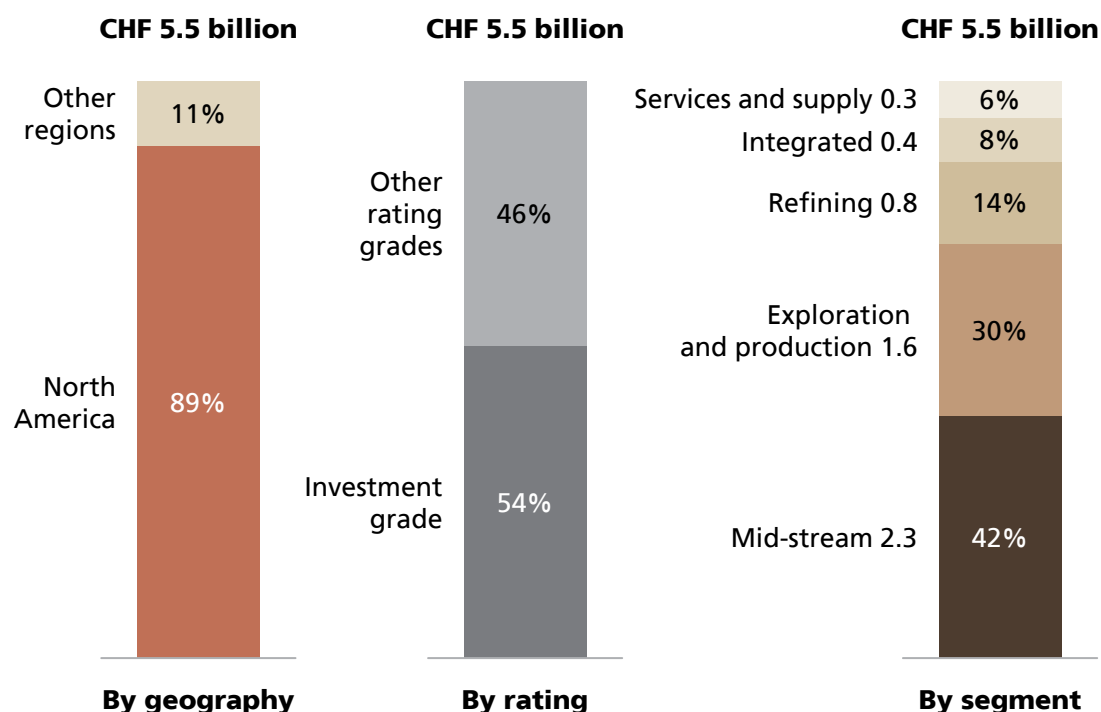 CHF 5.5 billion
Other
regions
11%
North
America
89%
By geography
CHF 5.5 billion
Other
rating
grades
46%
Investment
grade
54%
By rating
CHF 5.5 billion
Services and supply 0.3
6%
Integrated 0.4
8%
Refining 0.8
14%
Exploration
and production 1.6
30%
Mid-stream 2.3
42%
By segment